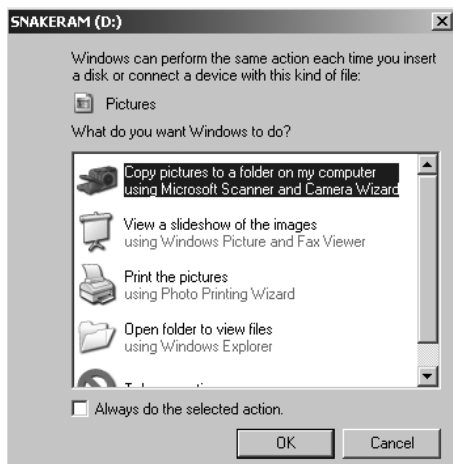 SNAKERAM (D:)
Windows can perform the same action each time you insert
a disk or connect a device with this kind of file:
Pictures
What do you want Windows to do?
Copy pictures to a folder on my computer
using Microsoft Scanner and Camera Wizard
View a slideshow of the images
using Windows Picture and Fax Viewer
Print the pictures
using Photo Printing Wizard
Open folder to view files
using Windows Explorer
Always do the selected action.
OK Cancel